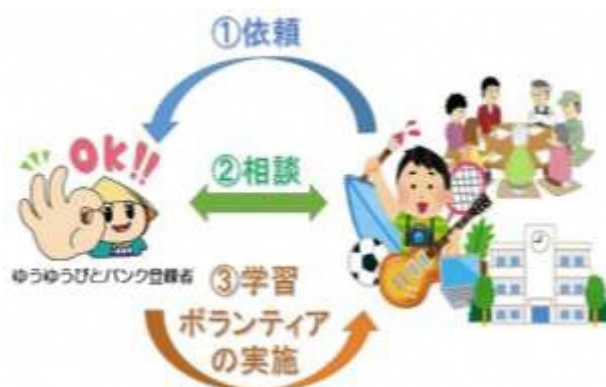 ①依頼
OK!!
②相談
ゆうゆうびとバンク登録者
③学習
ボランティア
の実施